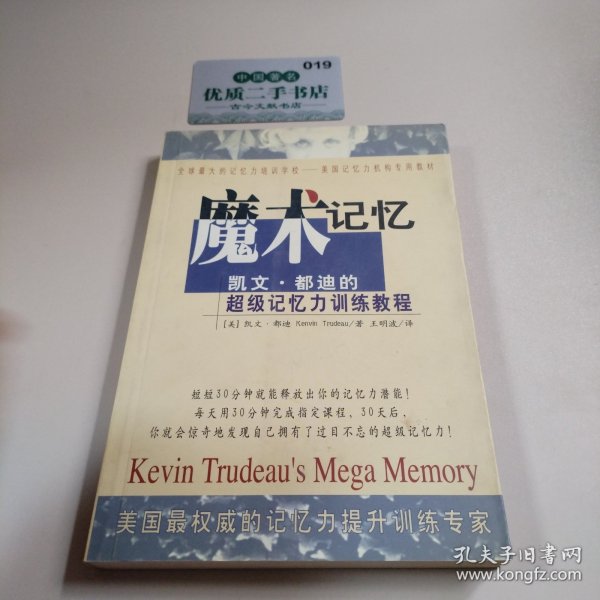 019
中国著名
优质二手书店
古今文献书店
全球最大的记忆力培训学校——美国记忆力机构专用教材
魔术记忆
凯文·都迪的
超级记忆力训练教程
[美] 凯文·都迪 Kenvin Trudeau/著 王明波/译
短短30分钟就能释放出你的记忆力潜能!
每天用30分钟完成指定课程,30天后,
你就会惊奇地发现自己拥有了过目不忘的超级记忆力!
Kevin Trudeau's Mega Memory
美国最权威的记忆力提升训练专家
孔夫子旧书网
www.kongfz.com